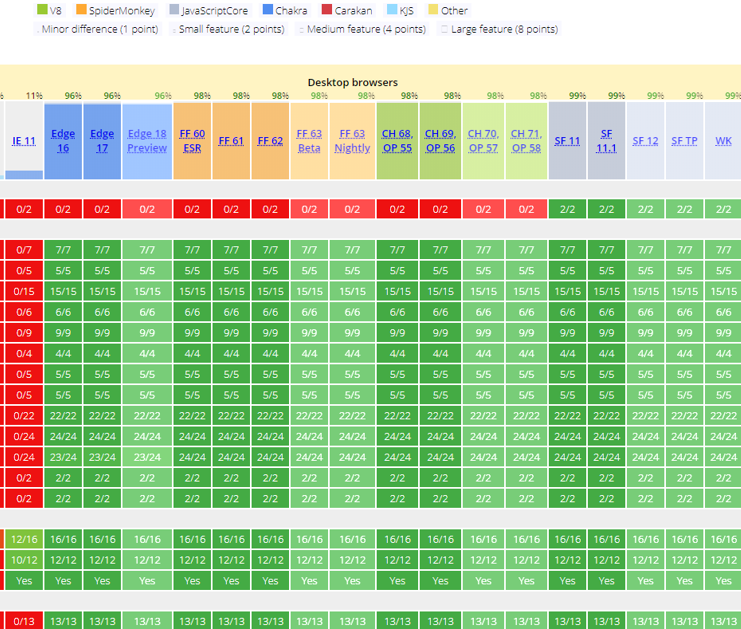 V8 SpiderMonkey JavaScriptCore Chakra Carakan KJS Other
Minor difference (1 point) Small feature (2 points) Medium feature (4 points) Large feature (8 points)
Desktop browsers
% 11% 96% 96% 96% 98% 98% 98% 98% 98% 98% 98% 98% 98% 99% 99% 99% 99% 99%
IE 11 Edge 16 Edge 17 Edge 18 Preview FF 60 ESR FF 61 FF 62 FF 63 Beta FF 63 Nightly CH 68, OP 55 CH 69, OP 56 CH 70, OP 57 CH 71, OP 58 SF 11 SF 11.1 SF 12 SF TP WK
0/2 0/2 0/2 0/2 0/2 0/2 0/2 0/2 0/2 0/2 0/2 0/2 0/2 2/2 2/2 2/2 2/2 2/2
0/7 7/7 7/7 7/7 7/7 7/7 7/7 7/7 7/7 7/7 7/7 7/7 7/7 7/7 7/7 7/7 7/7 7/7
0/5 5/5 5/5 5/5 5/5 5/5 5/5 5/5 5/5 5/5 5/5 5/5 5/5 5/5 5/5 5/5 5/5 5/5
0/15 15/15 15/15 15/15 15/15 15/15 15/15 15/15 15/15 15/15 15/15 15/15 15/15 15/15 15/15 15/15 15/15 15/15
0/6 6/6 6/6 6/6 6/6 6/6 6/6 6/6 6/6 6/6 6/6 6/6 6/6 6/6 6/6 6/6 6/6 6/6
0/9 9/9 9/9 9/9 9/9 9/9 9/9 9/9 9/9 9/9 9/9 9/9 9/9 9/9 9/9 9/9 9/9 9/9
0/4 4/4 4/4 4/4 4/4 4/4 4/4 4/4 4/4 4/4 4/4 4/4 4/4 4/4 4/4 4/4 4/4 4/4
0/5 5/5 5/5 5/5 5/5 5/5 5/5 5/5 5/5 5/5 5/5 5/5 5/5 5/5 5/5 5/5 5/5 5/5
0/5 5/5 5/5 5/5 5/5 5/5 5/5 5/5 5/5 5/5 5/5 5/5 5/5 5/5 5/5 5/5 5/5 5/5
0/22 22/22 22/22 22/22 22/22 22/22 22/22 22/22 22/22 22/22 22/22 22/22 22/22 22/22 22/22 22/22 22/22 22/22
0/24 24/24 24/24 24/24 24/24 24/24 24/24 24/24 24/24 24/24 24/24 24/24 24/24 24/24 24/24 24/24 24/24 24/24
0/24 23/24 23/24 23/24 24/24 24/24 24/24 24/24 24/24 24/24 24/24 24/24 24/24 24/24 24/24 24/24 24/24 24/24
0/2 2/2 2/2 2/2 2/2 2/2 2/2 2/2 2/2 2/2 2/2 2/2 2/2 2/2 2/2 2/2 2/2 2/2
0/2 2/2 2/2 2/2 2/2 2/2 2/2 2/2 2/2 2/2 2/2 2/2 2/2 2/2 2/2 2/2 2/2 2/2
12/16 16/16 16/16 16/16 16/16 16/16 16/16 16/16 16/16 16/16 16/16 16/16 16/16 16/16 16/16 16/16 16/16 16/16
10/12 12/12 12/12 12/12 12/12 12/12 12/12 12/12 12/12 12/12 12/12 12/12 12/12 12/12 12/12 12/12 12/12 12/12
Yes Yes Yes Yes Yes Yes Yes Yes Yes Yes Yes Yes Yes Yes Yes Yes Yes Yes
0/13 13/13 13/13 13/13 13/13 13/13 13/13 13/13 13/13 13/13 13/13 13/13 13/13 13/13 13/13 13/13 13/13 13/13